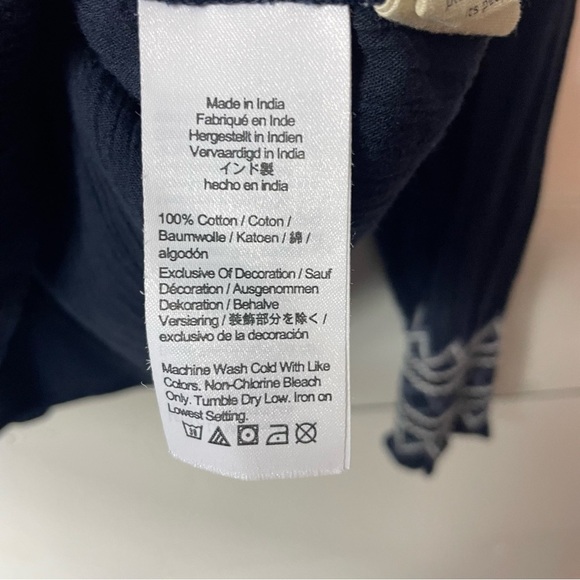 Made in India
Fabriqué en Inde
Hergestellt in Indien
Vervaardigd in India
インド製
hecho en india
100% Cotton / Coton /
Baumwolle / Katoen / 綿 /
algodón
Exclusive Of Decoration / Sauf
Décoration / Ausgenommen
Dekoration / Behalve
Versiering / 装飾部分を除く /
exclusivo de la decoración
Machine Wash Cold With Like
Colors. Non-Chlorine Bleach
Only. Tumble Dry Low. Iron on
Lowest Setting.